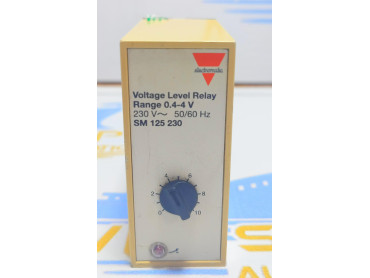 electromatic
Voltage Level Relay
Range 0.4-4 V
230 V~ 50/60 Hz
SM 125 230
4 6
2 8
0 10